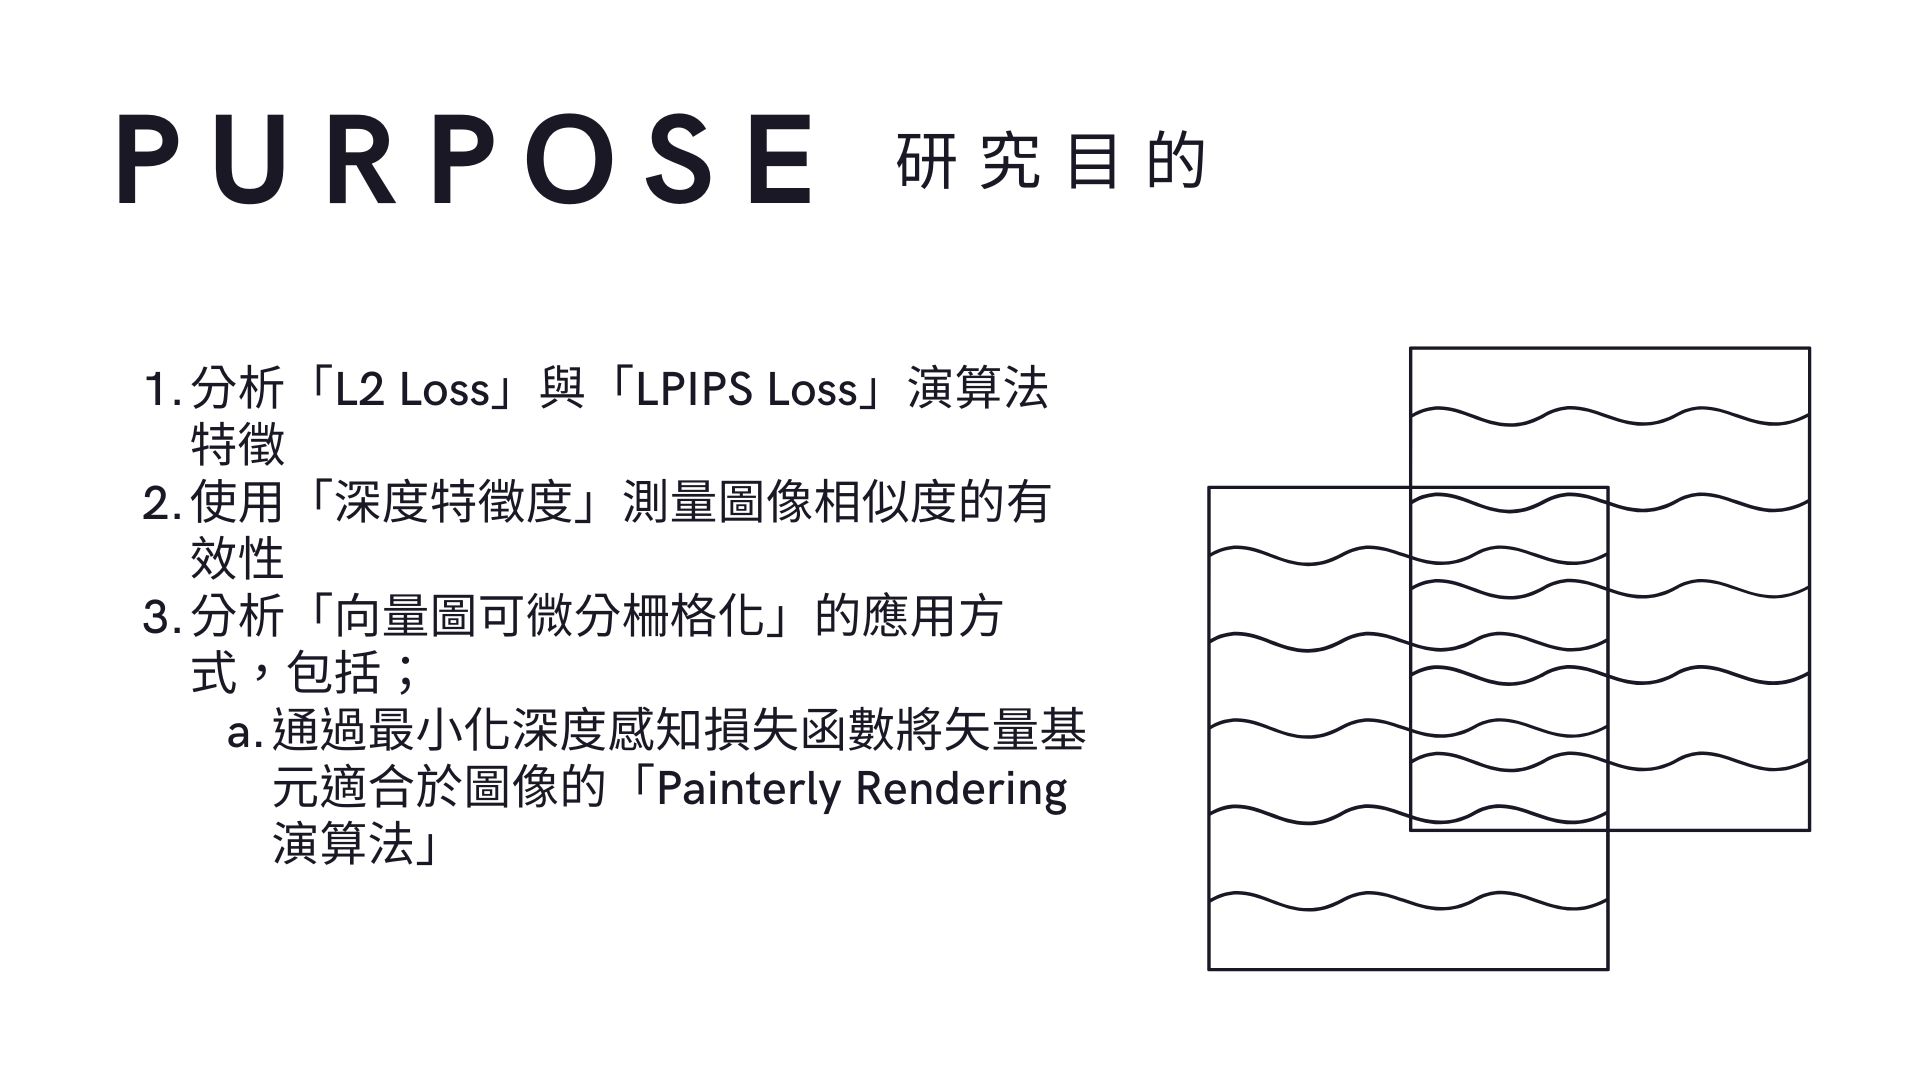 PURPOSE 研究目的
1. 分析「L2 Loss」與「LPIPS Loss」演算法
特徵
2. 使用「深度特徵度」測量圖像相似度的有
效性
3. 分析「向量圖可微分柵格化」的應用方
式，包括；
a. 通過最小化深度感知損失函數將矢量基
元適合於圖像的「Painterly Rendering
演算法」